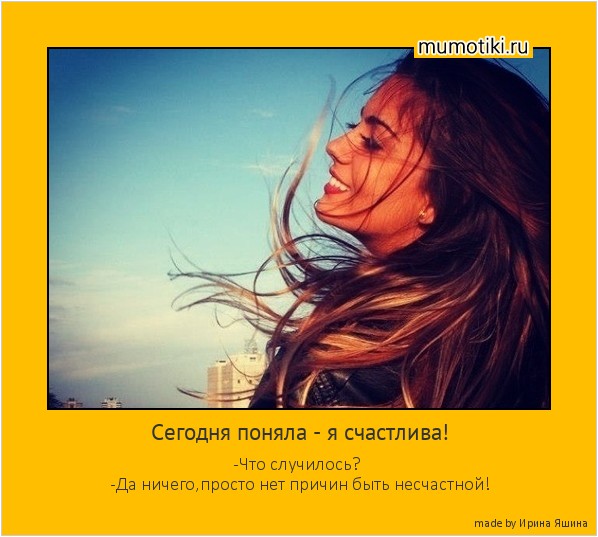 mumotiki.ru
Сегодня поняла - я счастлива!
-Что случилось?
-Да ничего,просто нет причин быть несчастной!
made by Ирина Яшина